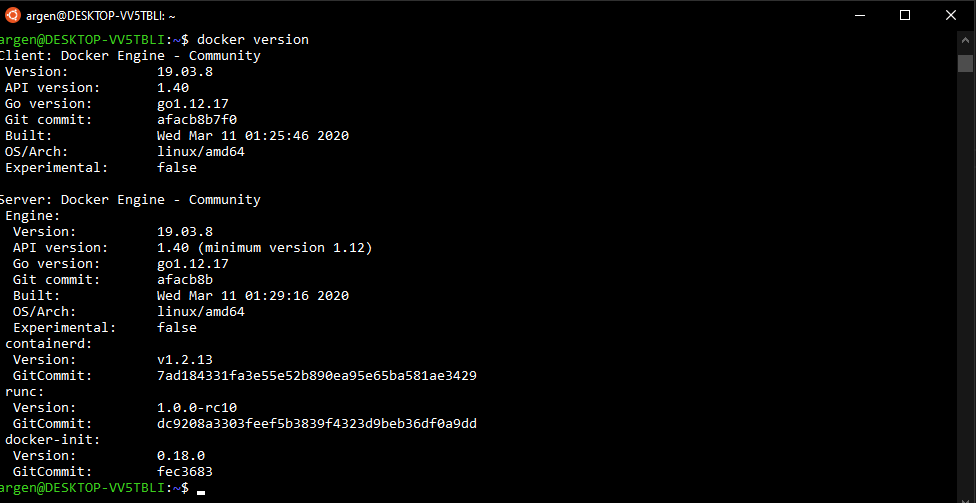 argen@DESKTOP-VV5TBLI: ~
argen@DESKTOP-VV5TBLI:~$ docker version
Client: Docker Engine - Community
 Version:           19.03.8
 API version:       1.40
 Go version:        go1.12.17
 Git commit:        afacb8b7f0
 Built:             Wed Mar 11 01:25:46 2020
 OS/Arch:           linux/amd64
 Experimental:      false

Server: Docker Engine - Community
 Engine:
  Version:          19.03.8
  API version:      1.40 (minimum version 1.12)
  Go version:       go1.12.17
  Git commit:       afacb8b
  Built:            Wed Mar 11 01:29:16 2020
  OS/Arch:          linux/amd64
  Experimental:     false
 containerd:
  Version:          v1.2.13
  GitCommit:        7ad184331fa3e55e52b890ea95e65ba581ae3429
 runc:
  Version:          1.0.0-rc10
  GitCommit:        dc9208a3303feef5b3839f4323d9beb36df0a9dd
 docker-init:
  Version:          0.18.0
  GitCommit:        fec3683
argen@DESKTOP-VV5TBLI:~$